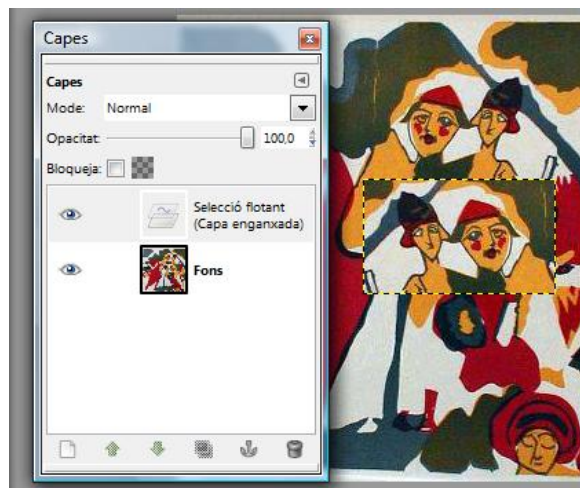 Capes
Capes
Mode: Normal
Opacitat: 100,0
Bloqueja:
Selecció flotant
(Capa enganxada)
Fons